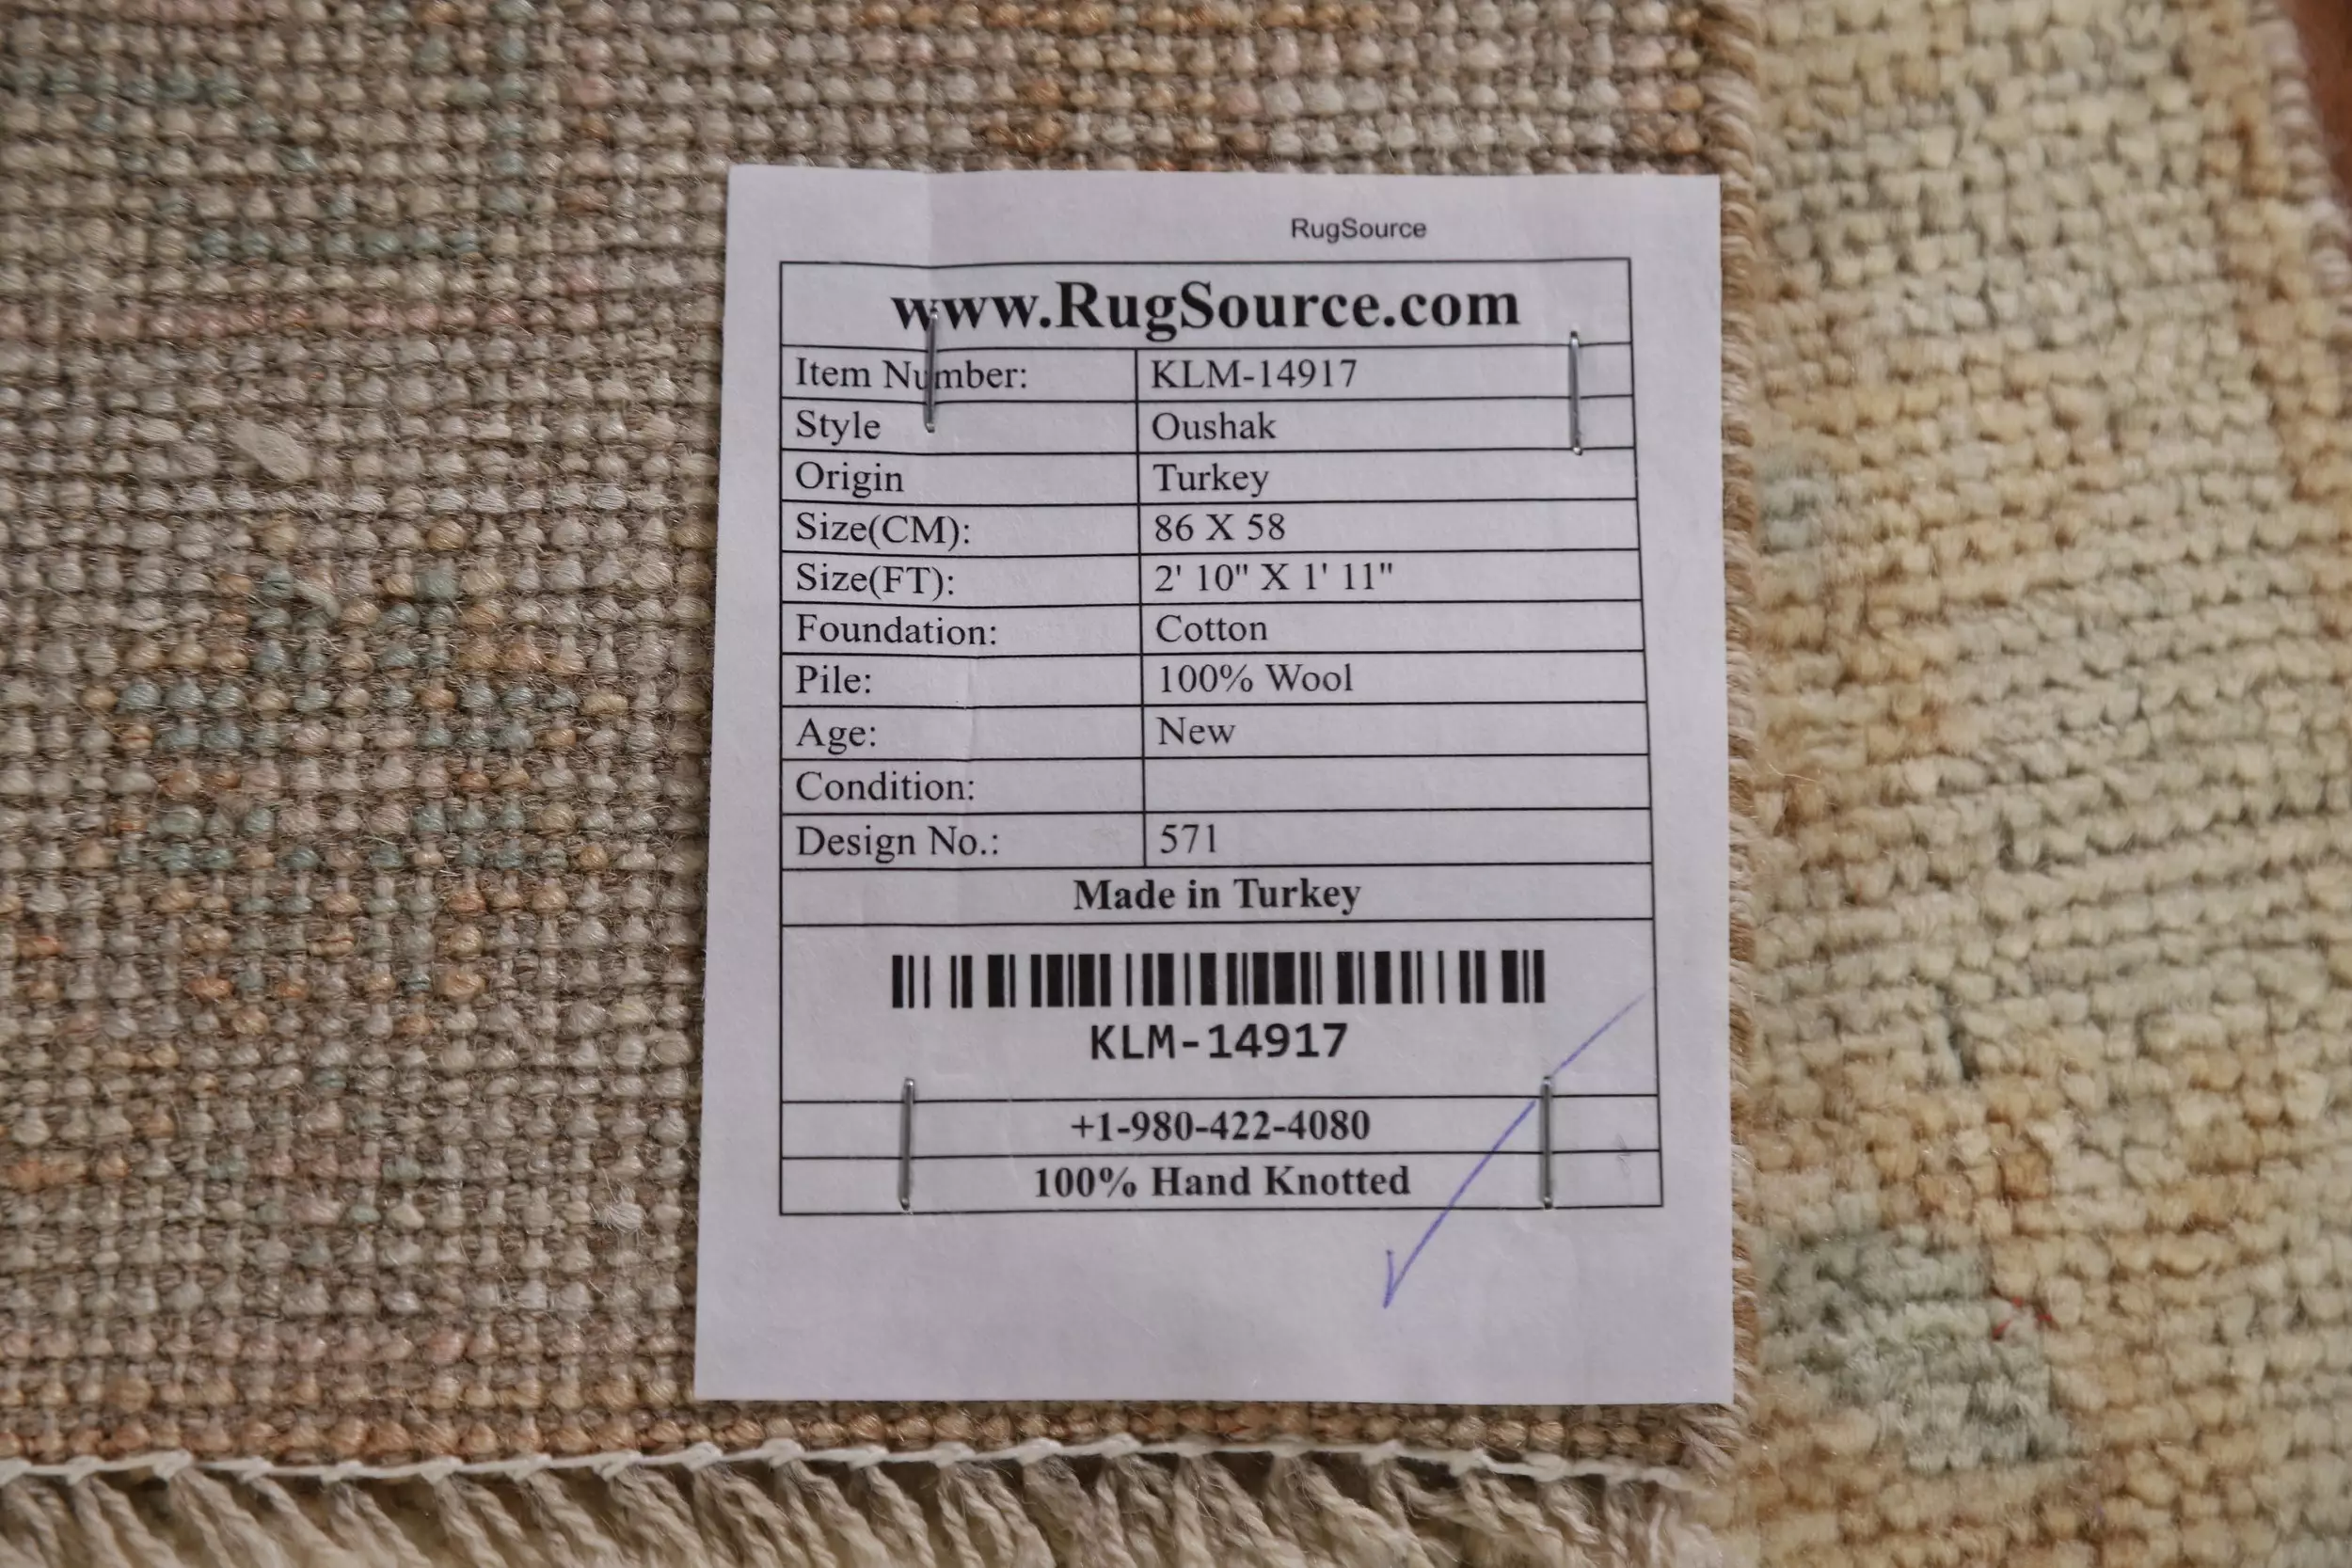 RugSource
www.RugSource.com
Item Number: KLM-14917
Style Oushak
Origin Turkey
Size(CM): 86 X 58
Size(FT): 2' 10" X 1' 11"
Foundation: Cotton
Pile: 100% Wool
Age: New
Condition:
Design No.: 571
Made in Turkey
KLM-14917
+1-980-422-4080
100% Hand Knotted